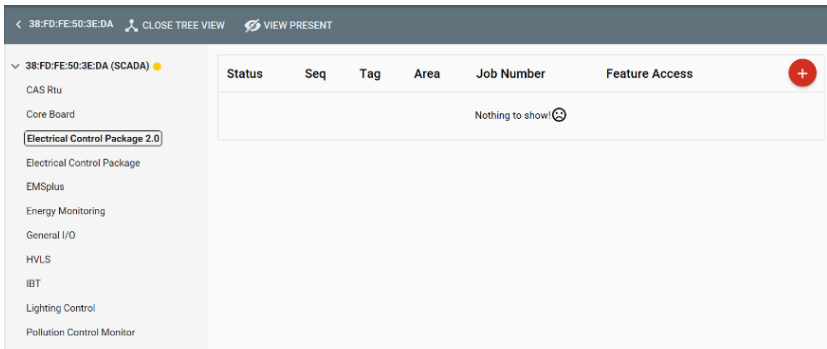 38:FD:FE:50:3E:DA CLOSE TREE VIEW VIEW PRESENT
38:FD:FE:50:3E:DA (SCADA)
CAS Rtu
Core Board
Electrical Control Package 2.0
Electrical Control Package
EMSplus
Energy Monitoring
General I/O
HVLS
IBT
Lighting Control
Pollution Control Monitor
Status Seq Tag Area Job Number Feature Access
Nothing to show!